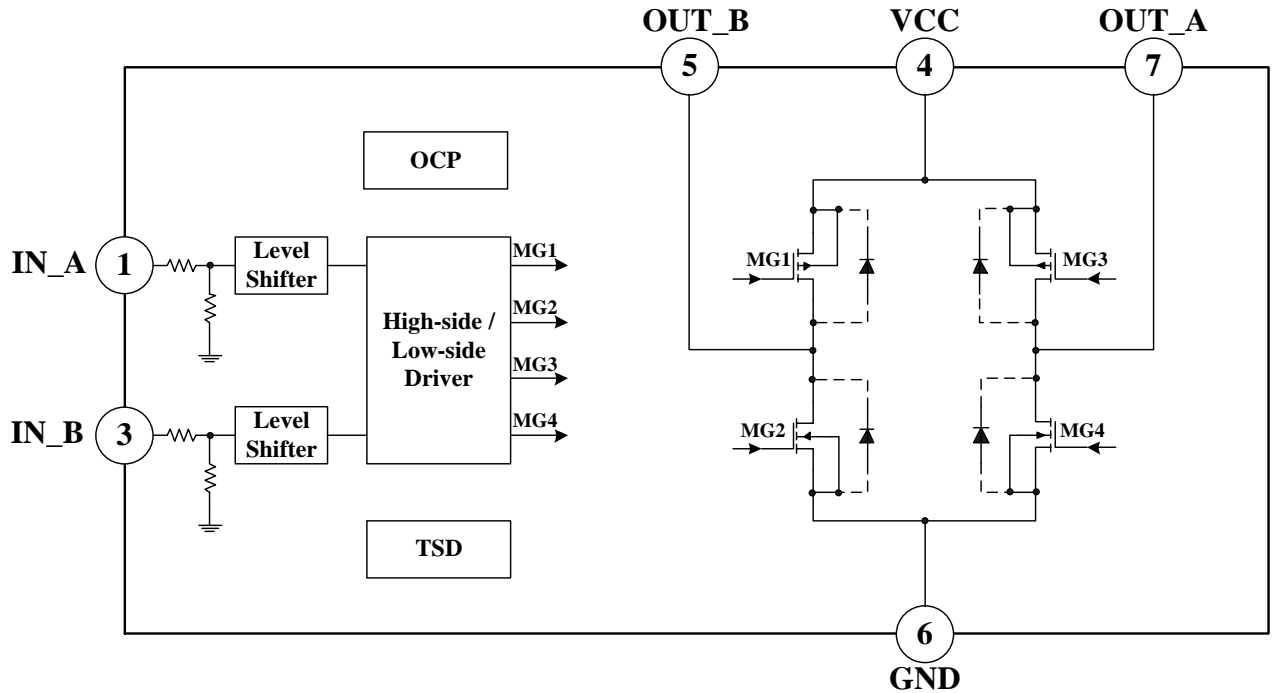 OUT_B
VCC
OUT_A
5
4
7
OCP
IN_A
1
Level
Shifter
MG1
MG2
MG3
MG4
High-side /
Low-side
Driver
IN_B
3
Level
Shifter
TSD
MG1
MG3
MG2
MG4
6
GND